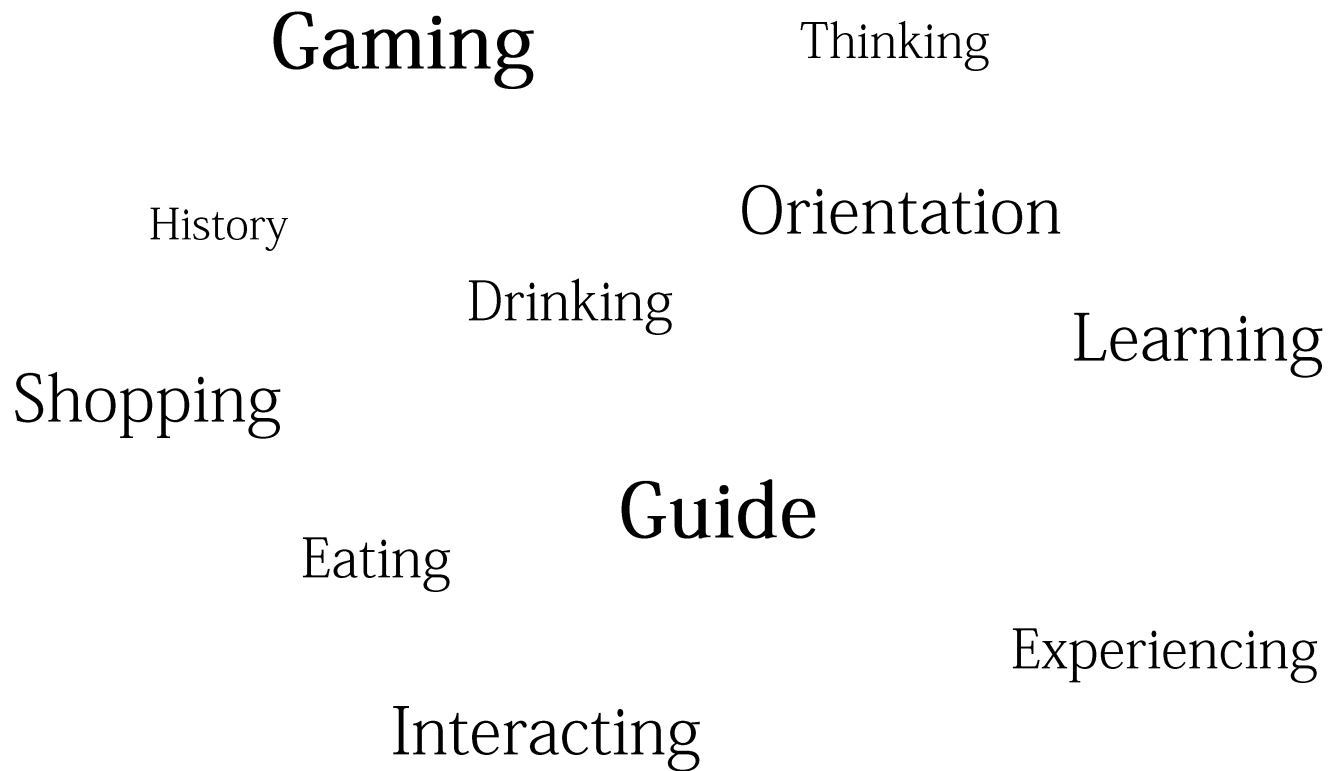 Gaming
Thinking
Orientation
History
Drinking
Learning
Shopping
Guide
Eating
Experiencing
Interacting